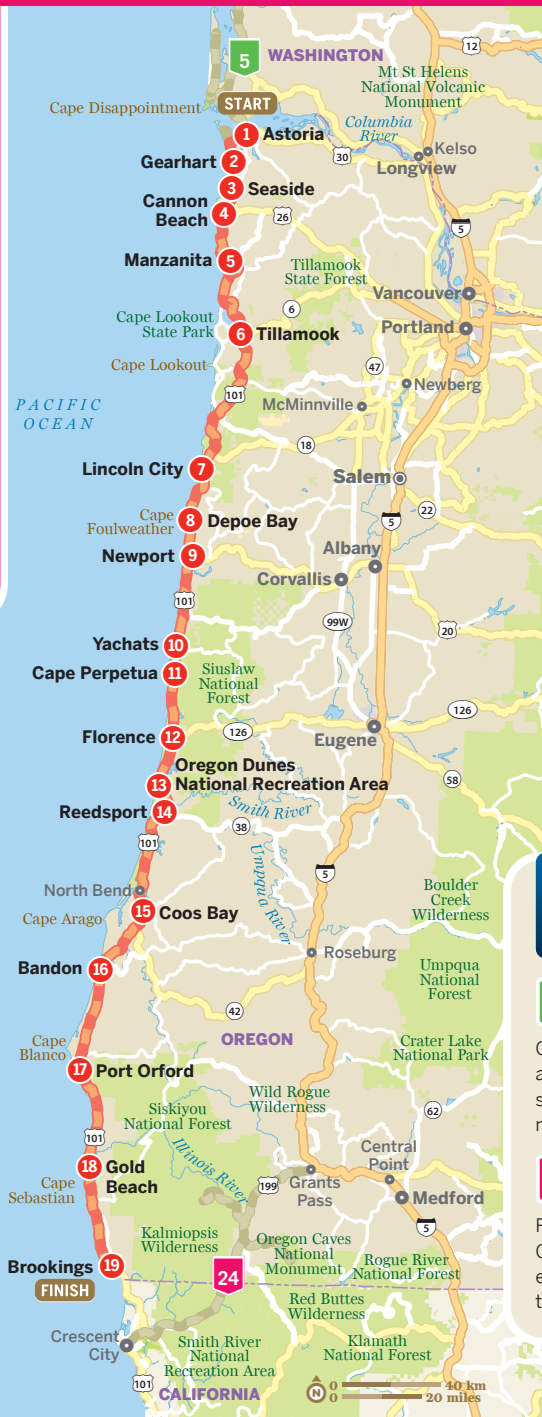 5
WASHINGTON
12
Mt St Helens
National Volcanic
Monument
Cape Disappointment
START
Columbia
River
1
Astoria
Kelso
30
Longview
Gearhart
2
3
Seaside
Cannon
Beach
4
26
5
Manzanita
5
Tillamook
State Forest
Vancouver
Cape Lookout
State Park
6
6
Tillamook
Portland
Cape Lookout
47
101
Newberg
McMinnville
PACIFIC
OCEAN
18
Lincoln City
7
Salem
22
Cape
Foulweather
8
Depoe Bay
5
Newport
9
Albany
Corvallis
101
99W
20
Yachats
10
Cape Perpetua
11
Siuslaw
National
Forest
126
Florence
12
126
Eugene
Oregon Dunes
National Recreation Area
13
58
Reedsport
14
Smith River
38
101
Umpqua River
5
North Bend
Boulder
Creek
Wilderness
Cape Arago
15
Coos Bay
Roseburg
Bandon
16
Umpqua
National
Forest
42
OREGON
Cape
Blanco
Crater Lake
National Park
17
Port Orford
Wild Rogue
Wilderness
Siskiyou
National Forest
62
101
Illinois River
Central
Point
18
Gold
Beach
Cape
Sebastian
199
Grants
Pass
Medford
5
Kalmiopsis
Wilderness
Oregon Caves
National
Monument
Rogue River
National Forest
Brookings
19
FINISH
24
Red Buttes
Wilderness
Crescent
City
Smith River
National
Recreation Area
Klamath
National Forest
101
CALIFORNIA
N
0
40 km
0
20 miles